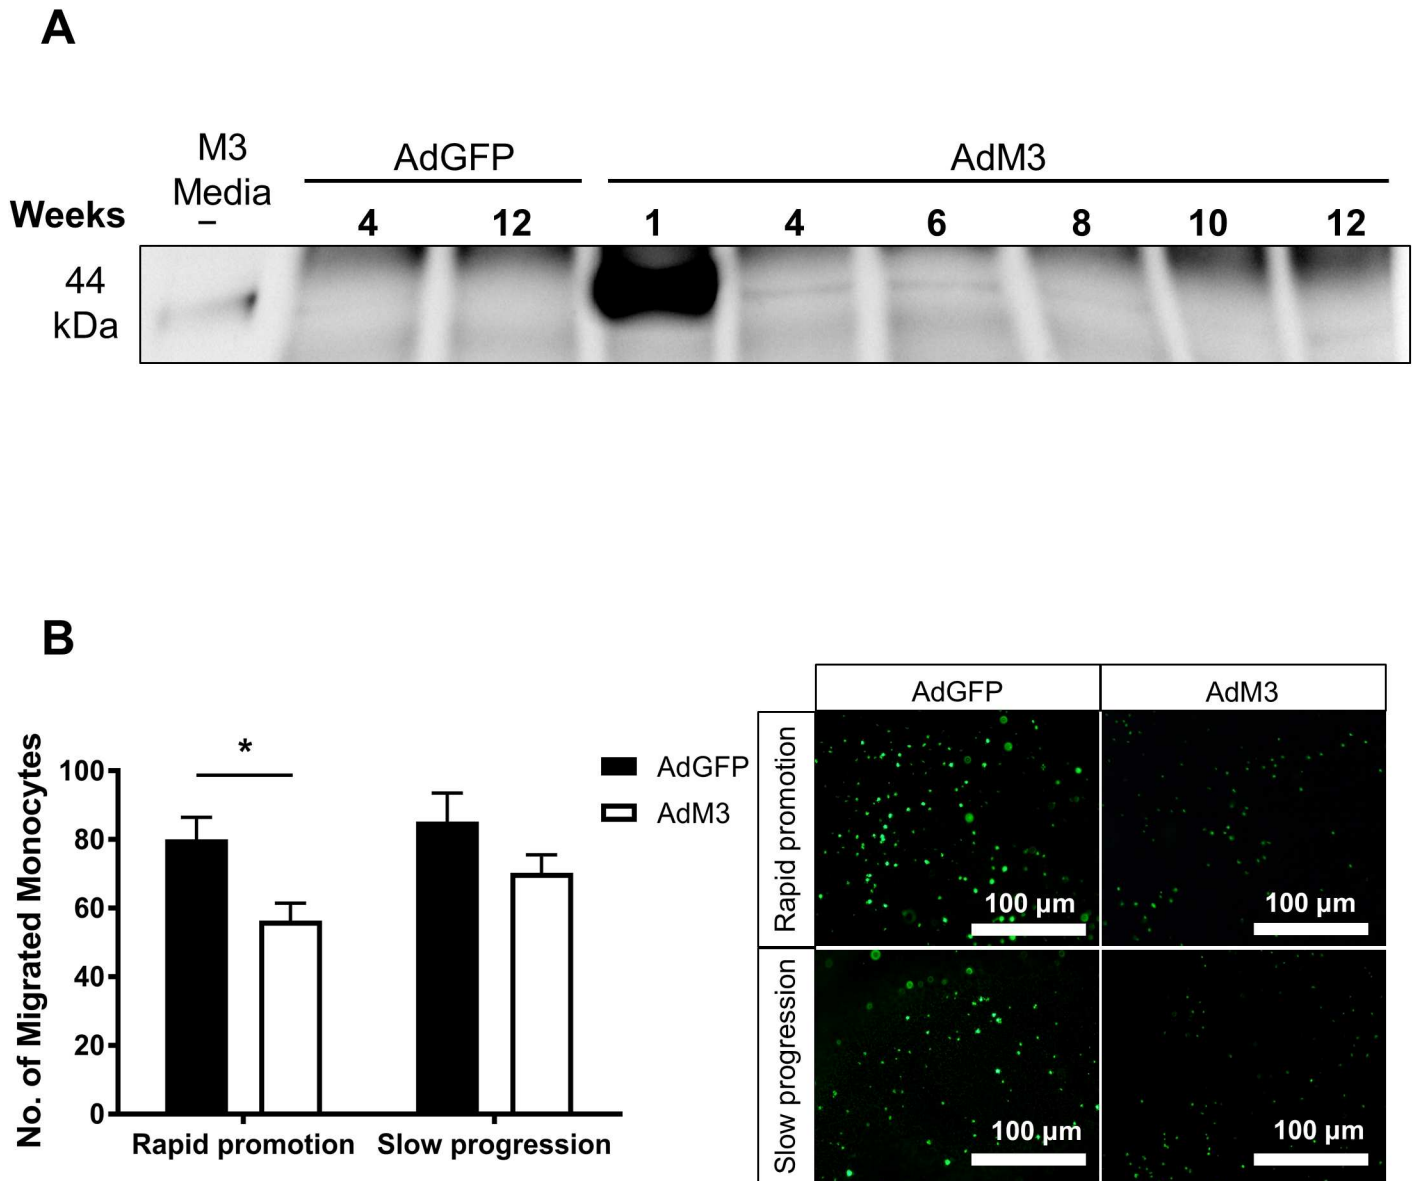 A
M3
Media
AdGFP
AdM3
Weeks – 4 12 1 4 6 8 10 12
44
kDa
B
No. of Migrated Monocytes
100
80
60
40
20
0
*
Rapid promotion Slow progression
AdGFP
AdM3
AdGFP AdM3
Rapid promotion
100 µm 100 µm
Slow progression
100 µm 100 µm